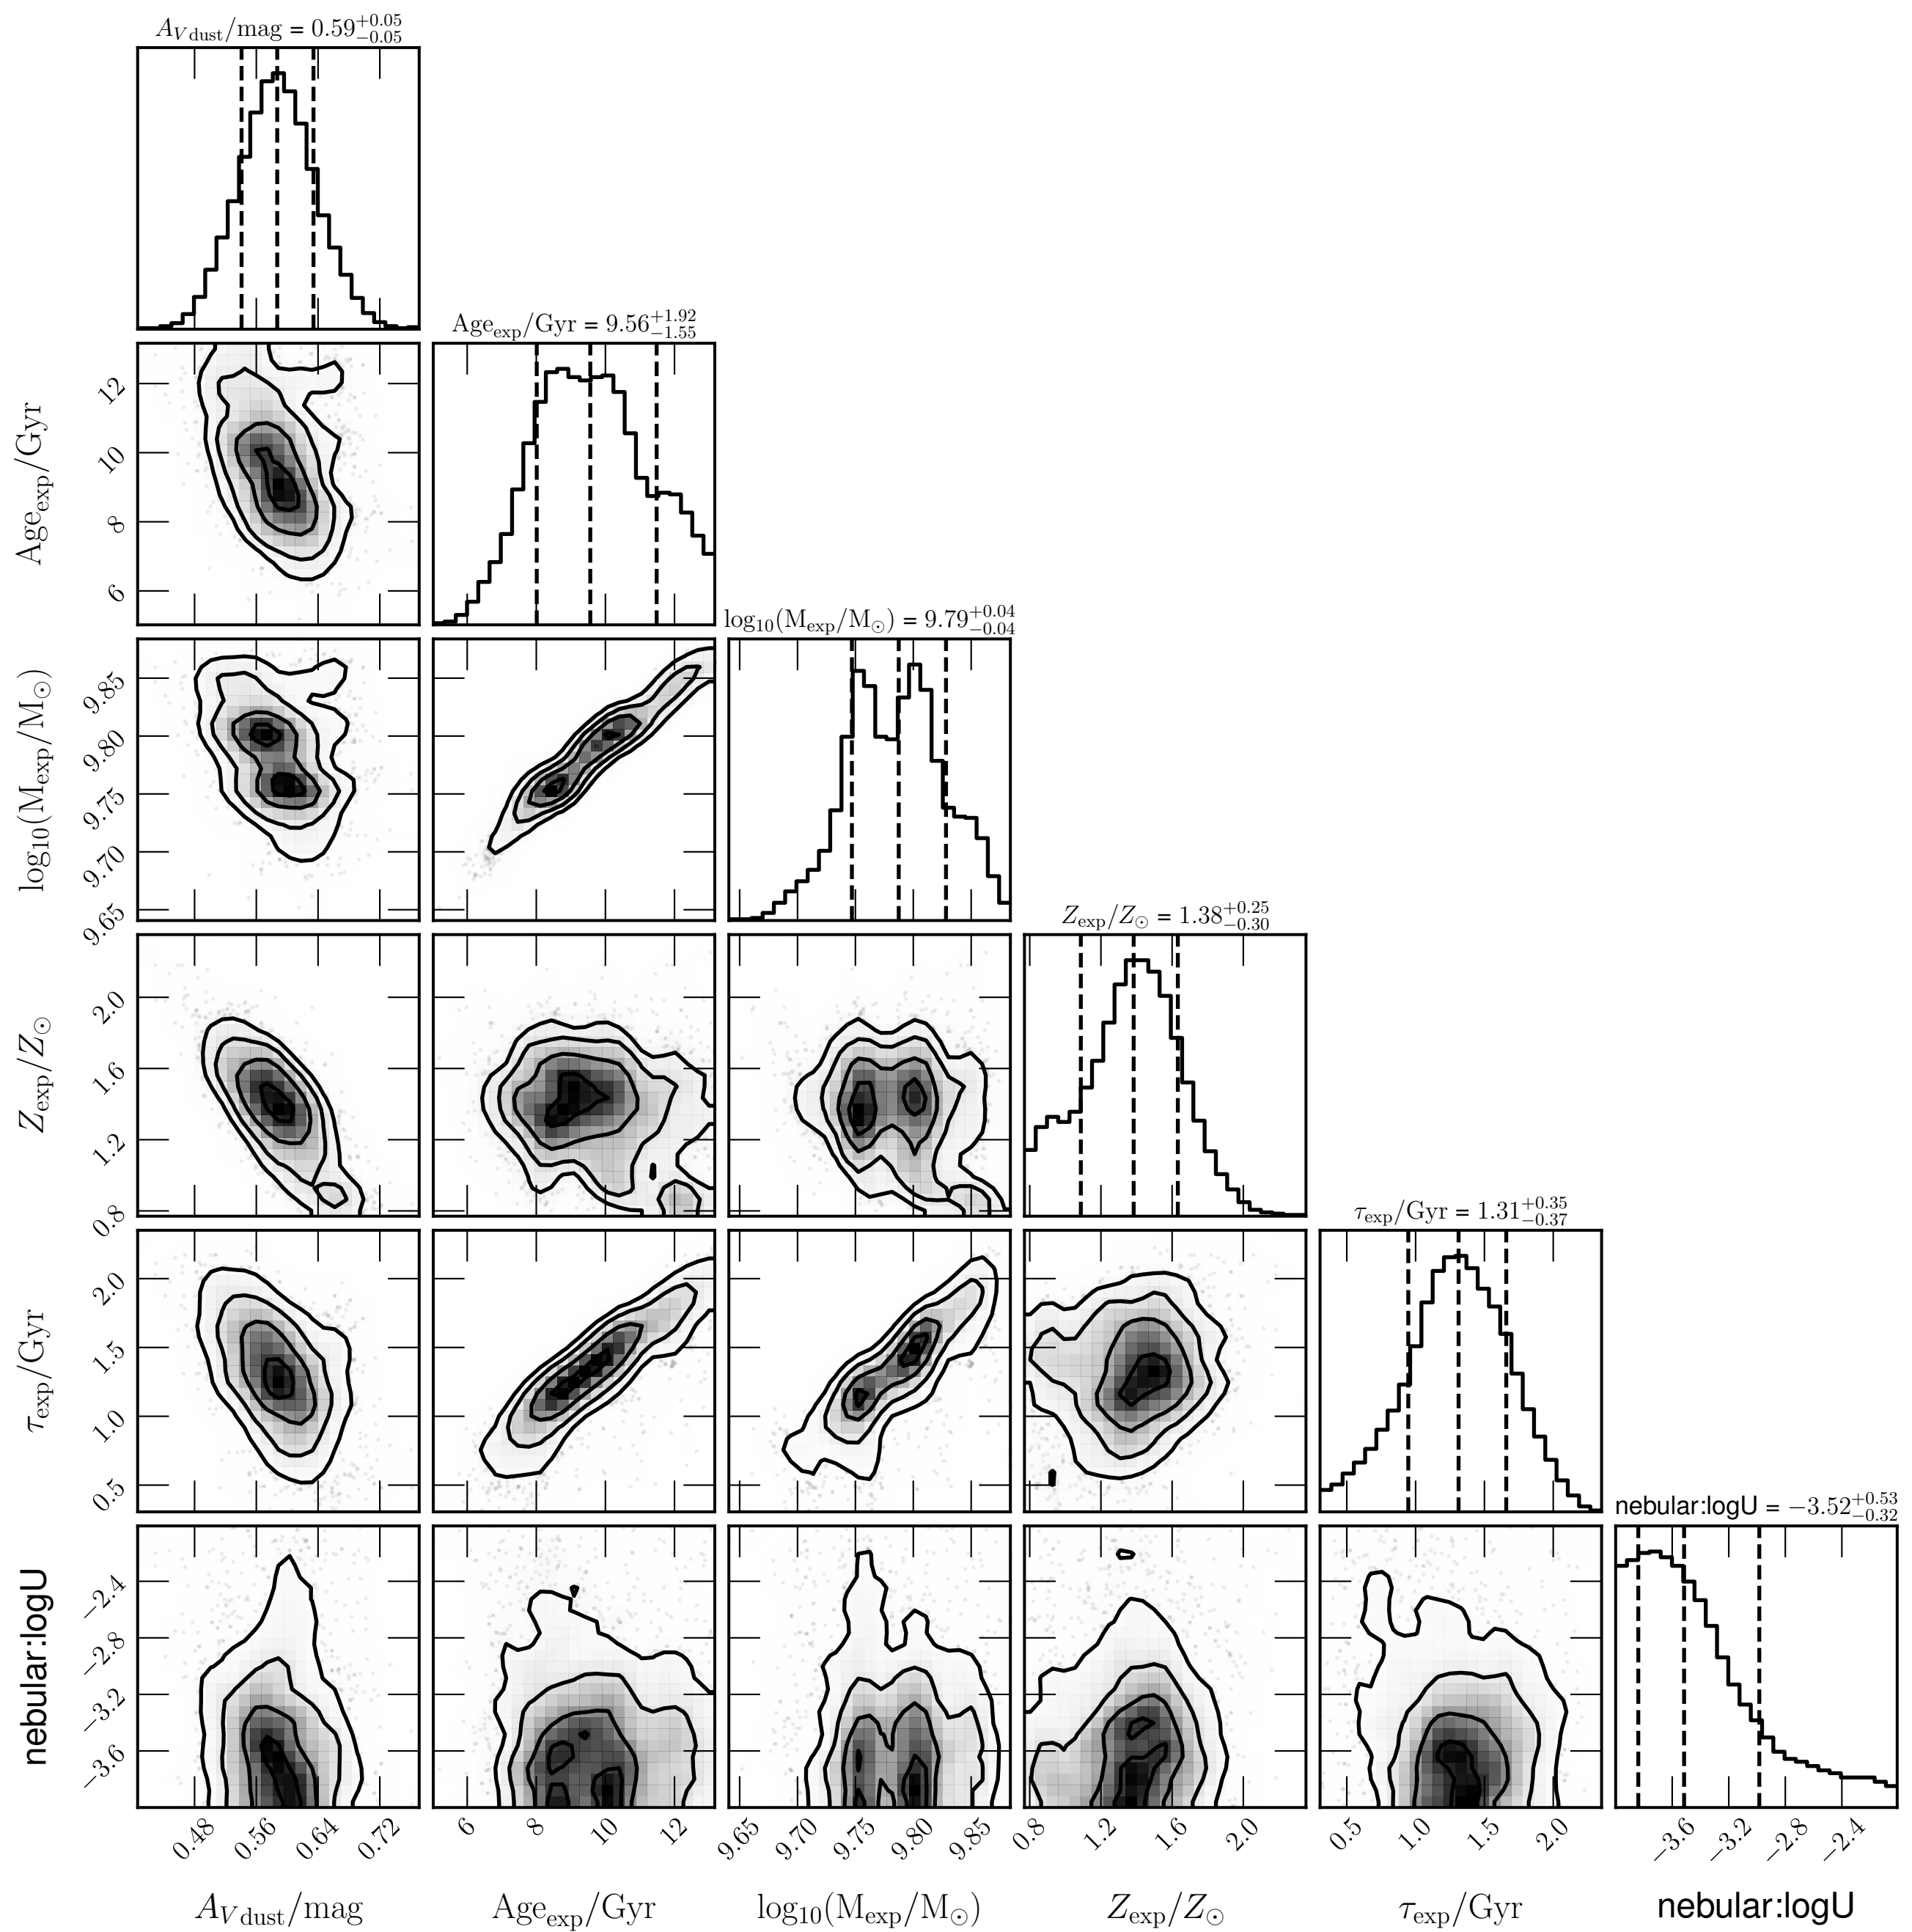 A_V dust/mag = 0.59^{+0.05}_{-0.05}
Age_exp/Gyr = 9.56^{+1.92}_{-1.55}
12
10
8
6
Age_exp/Gyr
log₁₀(M_exp/M_⊙) = 9.79^{+0.04}_{-0.04}
9.85
9.80
9.75
9.70
9.65
log₁₀(M_exp/M_⊙)
Z_exp/Z_⊙ = 1.38^{+0.25}_{-0.30}
2.0
1.6
1.2
0.8
Z_exp/Z_⊙
τ_exp/Gyr = 1.31^{+0.35}_{-0.37}
2.0
1.5
1.0
0.5
τ_exp/Gyr
nebular:logU = −3.52^{+0.53}_{-0.32}
−2.4
−2.8
−3.2
−3.6
nebular:logU
0.48 0.56 0.64 0.72 6 8 10 12 9.65 9.70 9.75 9.80 9.85 0.8 1.2 1.6 2.0 0.5 1.0 1.5 2.0 −3.6 −3.2 −2.8 −2.4
A_V dust/mag Age_exp/Gyr log₁₀(M_exp/M_⊙) Z_exp/Z_⊙ τ_exp/Gyr nebular:logU